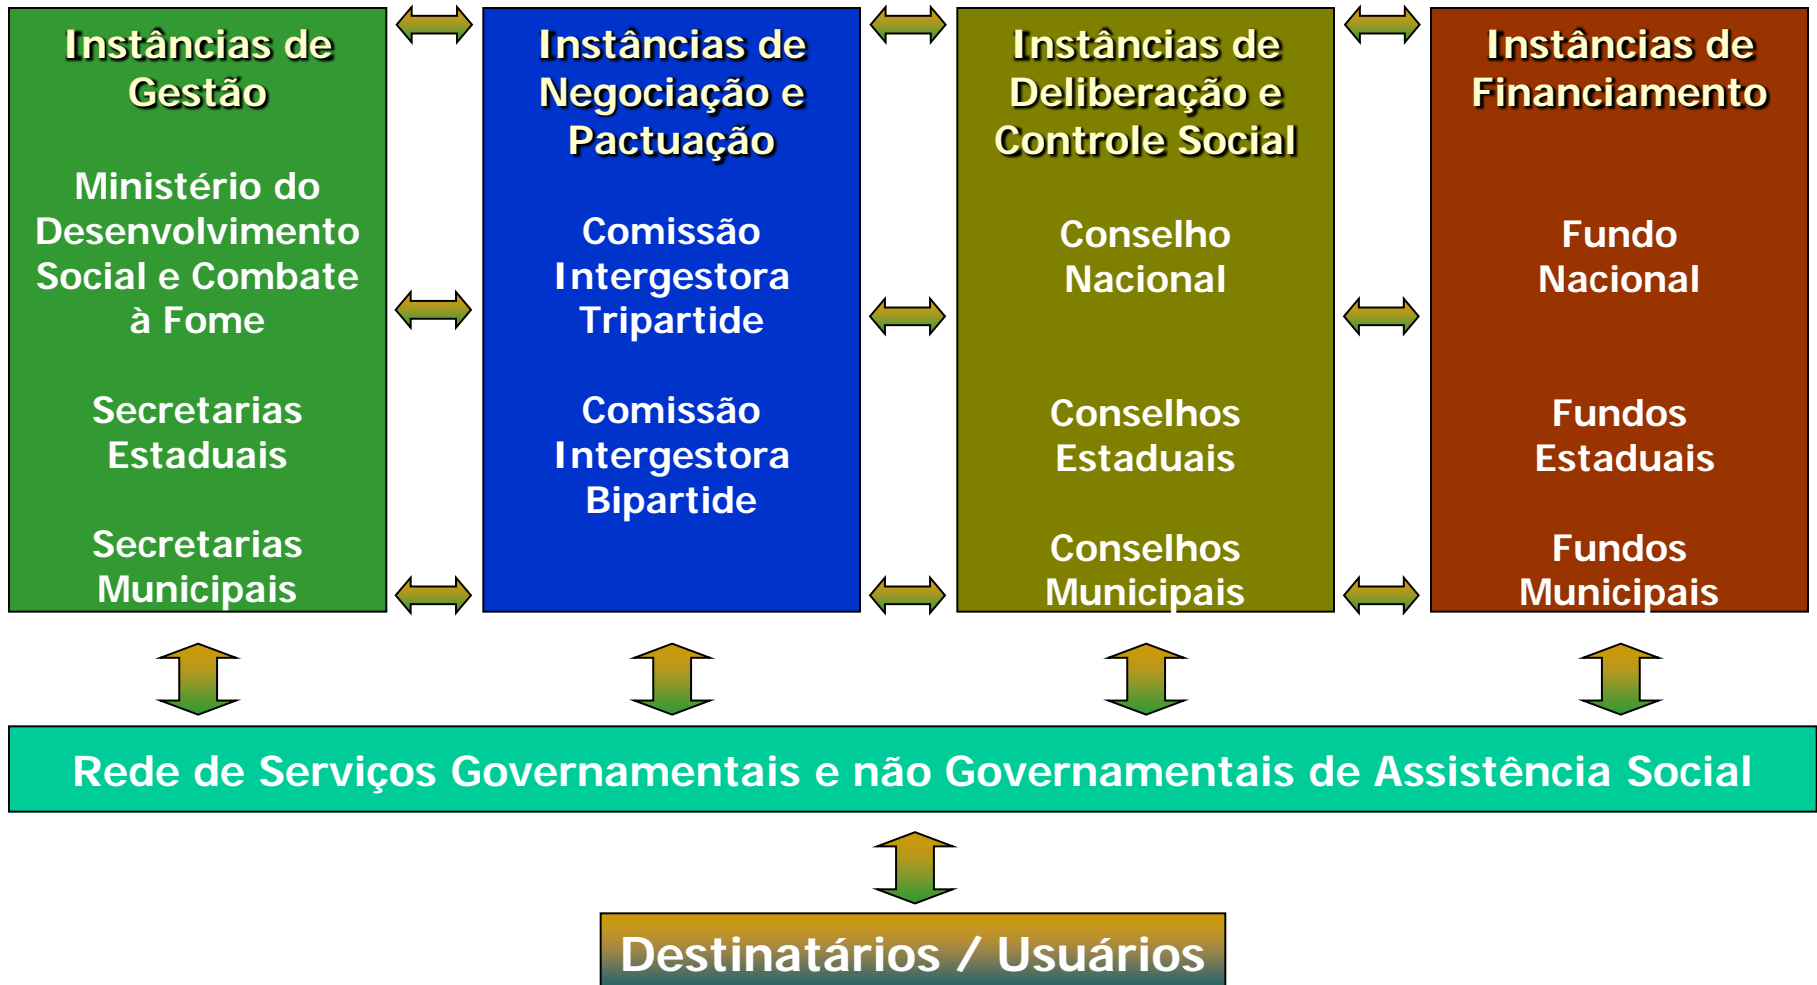 Instâncias de
Gestão
Ministério do
Desenvolvimento
Social e Combate
à Fome
Secretarias
Estaduais
Secretarias
Municipais
Instâncias de
Negociação e
Pactuação
Comissão
Intergestora
Tripartide
Comissão
Intergestora
Bipartide
Instâncias de
Deliberação e
Controle Social
Conselho
Nacional
Conselhos
Estaduais
Conselhos
Municipais
Instâncias de
Financiamento
Fundo
Nacional
Fundos
Estaduais
Fundos
Municipais
Rede de Serviços Governamentais e não Governamentais de Assistência Social
Destinatários / Usuários